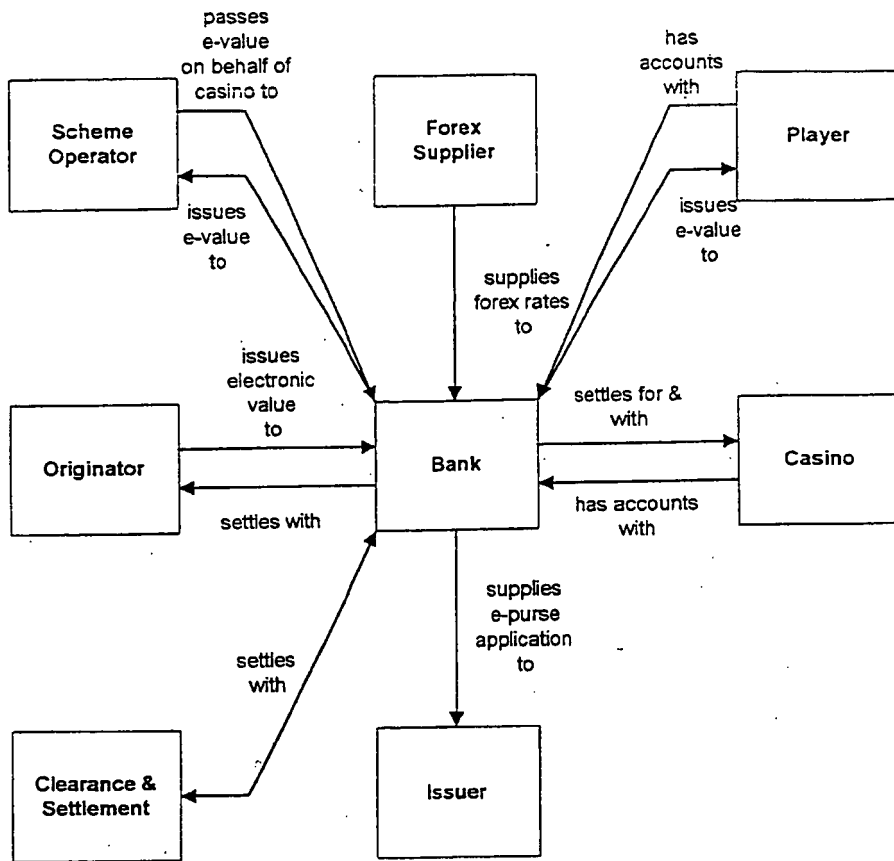 passes
e-value
on behalf of
casino to
has
accounts
with
Scheme
Operator
Forex
Supplier
Player
issues
e-value
to
issues
e-value
to
supplies
forex rates
to
issues
electronic
value
to
settles for &
with
Originator
Bank
Casino
settles with
has accounts
with
supplies
e-purse
application
to
settles
with
Clearance &
Settlement
Issuer